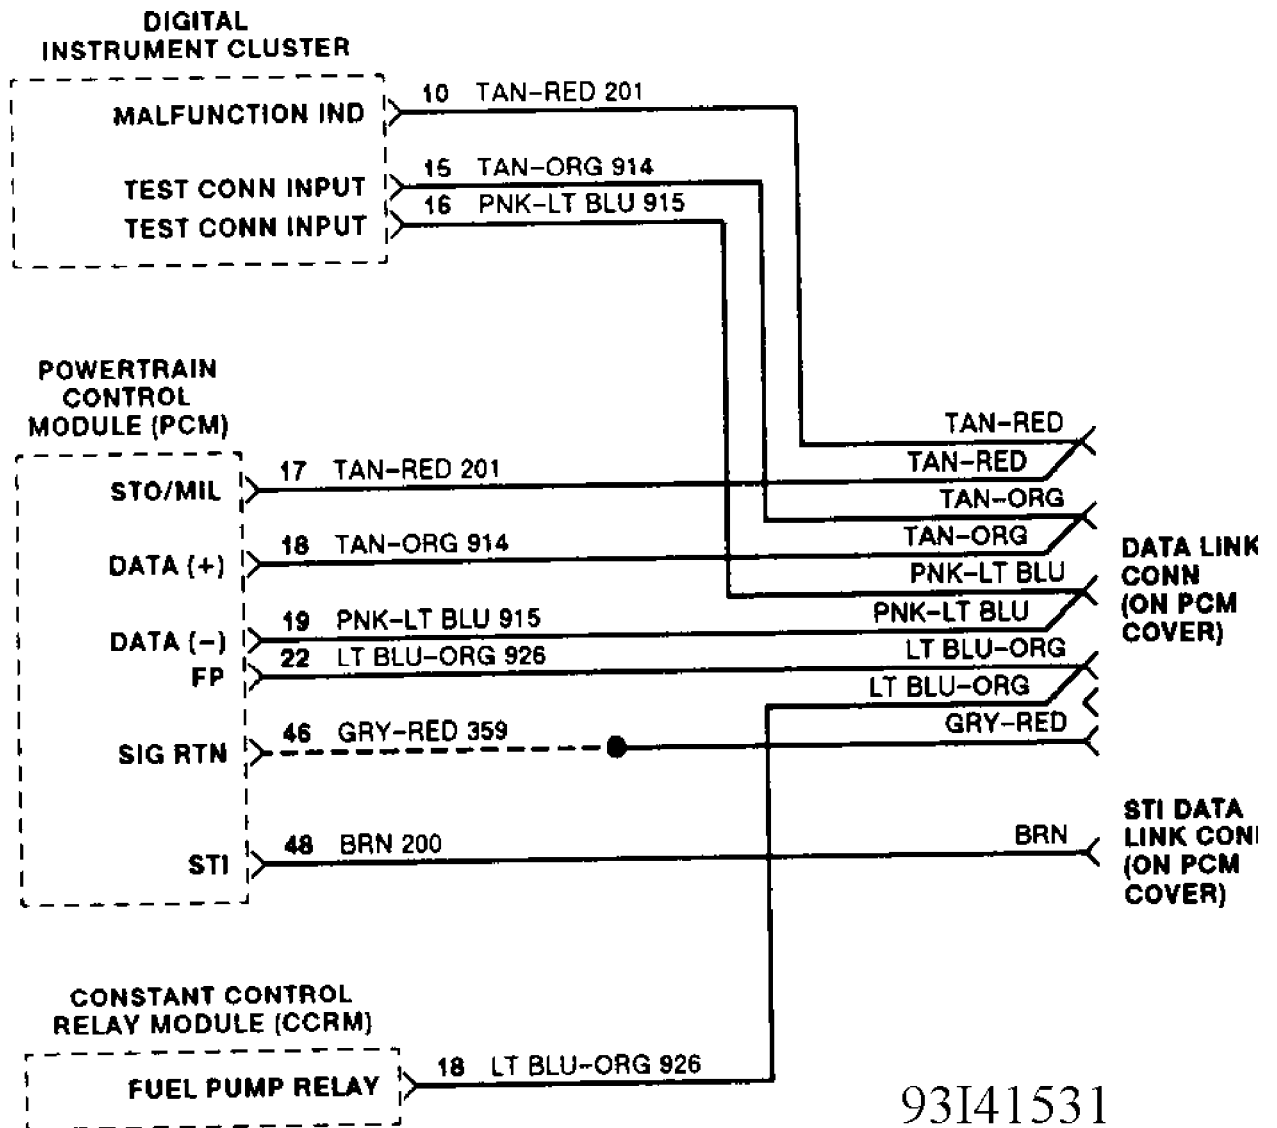 DIGITAL
INSTRUMENT CLUSTER
MALFUNCTION IND
10 TAN-RED 201
TEST CONN INPUT
15 TAN-ORG 914
TEST CONN INPUT
16 PNK-LT BLU 915
POWERTRAIN
CONTROL
MODULE (PCM)
STO/MIL
17 TAN-RED 201
DATA (+)
18 TAN-ORG 914
DATA (-)
19 PNK-LT BLU 915
FP
22 LT BLU-ORG 926
SIG RTN
46 GRY-RED 359
STI
48 BRN 200
TAN-RED
TAN-RED
TAN-ORG
TAN-ORG
PNK-LT BLU
PNK-LT BLU
LT BLU-ORG
LT BLU-ORG
GRY-RED
BRN
DATA LINK
CONN
(ON PCM
COVER)
STI DATA
LINK CON
(ON PCM
COVER)
CONSTANT CONTROL
RELAY MODULE (CCRM)
FUEL PUMP RELAY
18 LT BLU-ORG 926
93I41531